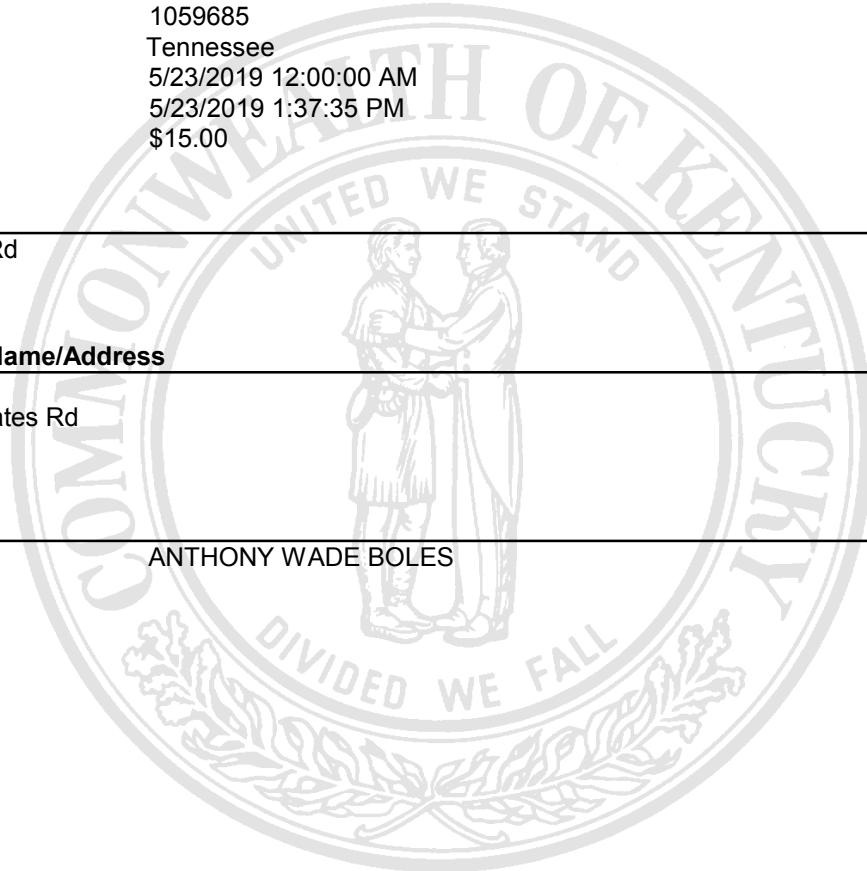 1059685
Tennessee
5/23/2019 12:00:00 AM
5/23/2019 1:37:35 PM
$15.00
COMMONWEALTH OF KENTUCKY
UNITED WE STAND
Rd
Name/Address
ates Rd
ANTHONY WADE BOLES
DIVIDED WE FALL